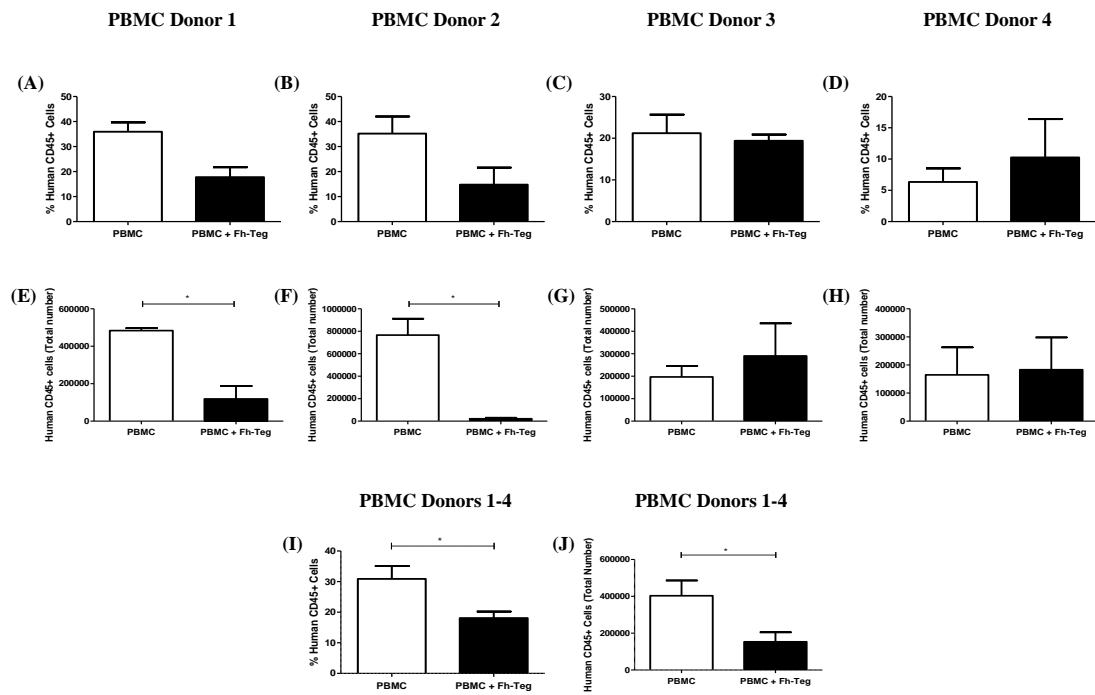 PBMC Donor 1 PBMC Donor 2 PBMC Donor 3 PBMC Donor 4
(A)
% Human CD45+ Cells
50
40
30
20
10
0
PBMC PBMC + Fh-Teg
(B)
% Human CD45+ Cells
50
40
30
20
10
0
PBMC PBMC + Fh-Teg
(C)
% Human CD45+ Cells
30
20
10
0
PBMC PBMC + Fh-Teg
(D)
% Human CD45+ Cells
20
15
10
5
0
PBMC PBMC + Fh-Teg
(E)
Human CD45+ cells (Total number)
600000
400000
200000
0
*
PBMC PBMC + Fh-Teg
(F)
Human CD45+ cells (Total number)
1000000
800000
600000
400000
200000
0
*
PBMC PBMC + Fh-Teg
(G)
Human CD45+ cells (Total number)
500000
400000
300000
200000
100000
0
PBMC PBMC + Fh-Teg
(H)
Human CD45+ cells (Total number)
400000
300000
200000
100000
0
PBMC PBMC + Fh-Teg
PBMC Donors 1-4 PBMC Donors 1-4
(I)
% Human CD45+ Cells
40
30
20
10
0
*
PBMC PBMC + Fh-Teg
(J)
Human CD45+ Cells (Total Number)
600000
400000
200000
0
*
PBMC PBMC + Fh-Teg